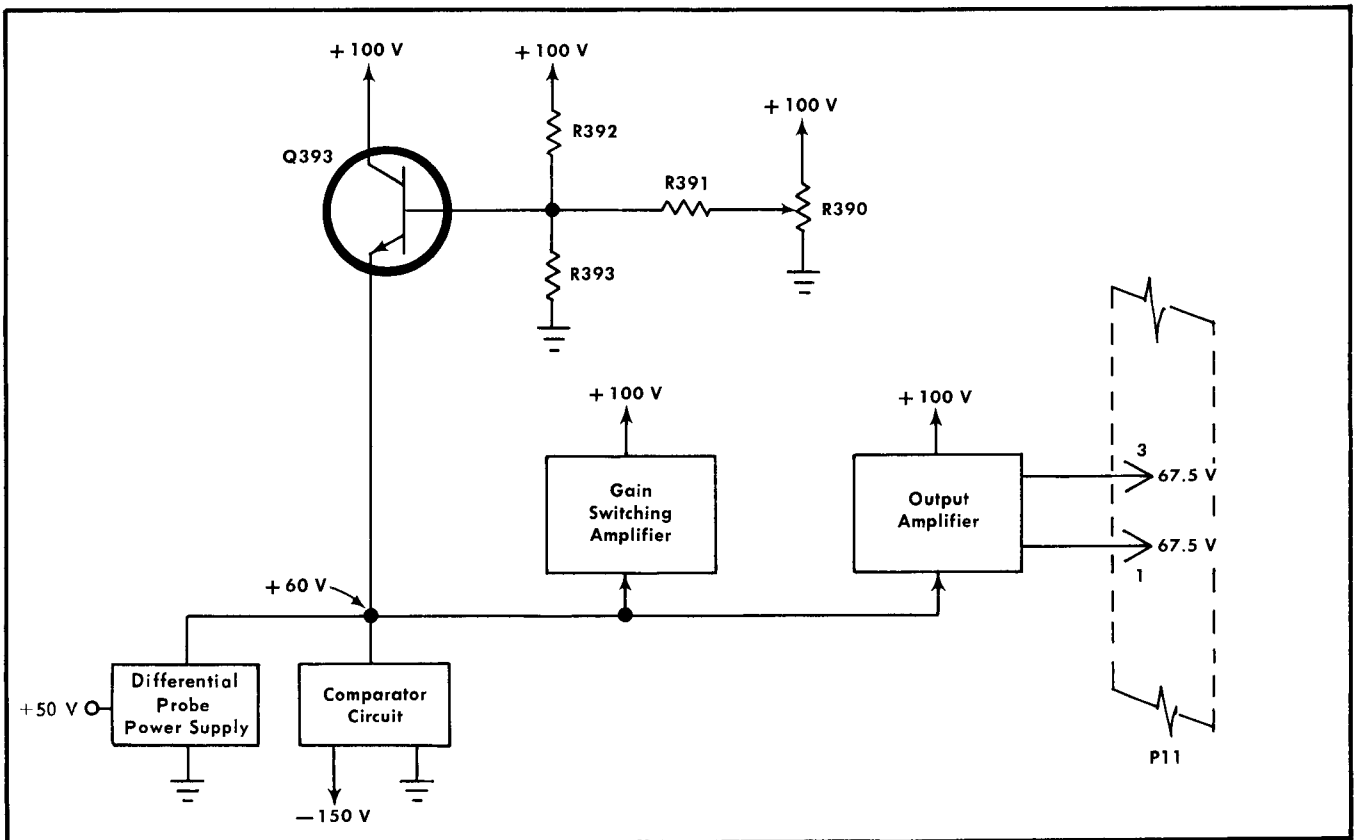 +100 V
+100 V
+100 V
R392
Q393
R391
R390
R393
+100 V
+100 V
3
67.5 V
Gain
Switching
Amplifier
Output
Amplifier
67.5 V
1
+60 V
Differential
Probe
Power Supply
+50 V
Comparator
Circuit
P11
—150 V